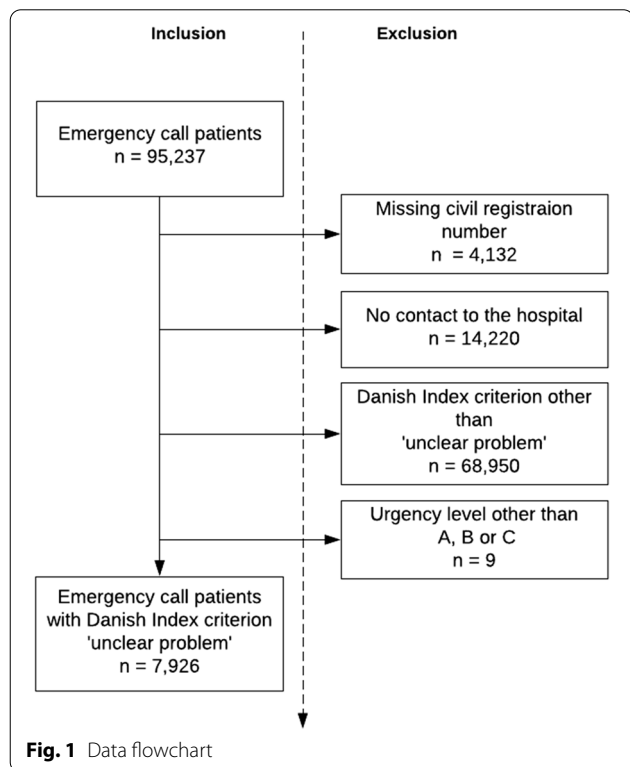 Inclusion
Exclusion
Emergency call patients
n = 95,237
Missing civil registraion
number
n = 4,132
No contact to the hospital
n = 14,220
Danish Index criterion other
than
'unclear problem'
n = 68,950
Urgency level other than
A, B or C
n = 9
Emergency call patients
with Danish Index criterion
'unclear problem'
n = 7,926
Fig. 1 Data flowchart